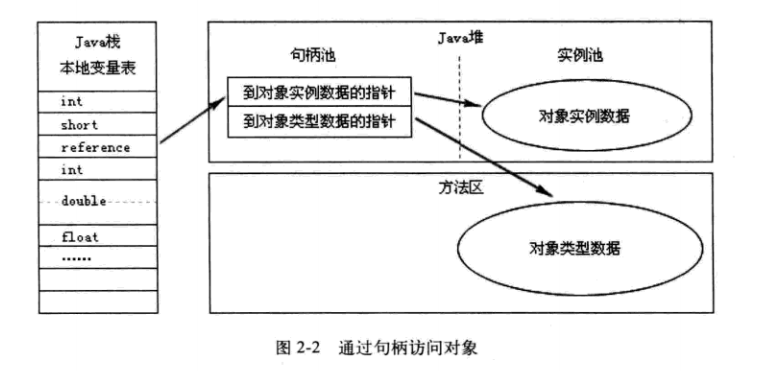 Java栈
本地变量表
int
short
reference
int
double
float
……
Java堆
句柄池
实例池
到对象实例数据的指针
到对象类型数据的指针
对象实例数据
方法区
对象类型数据
图 2-2 通过句柄访问对象